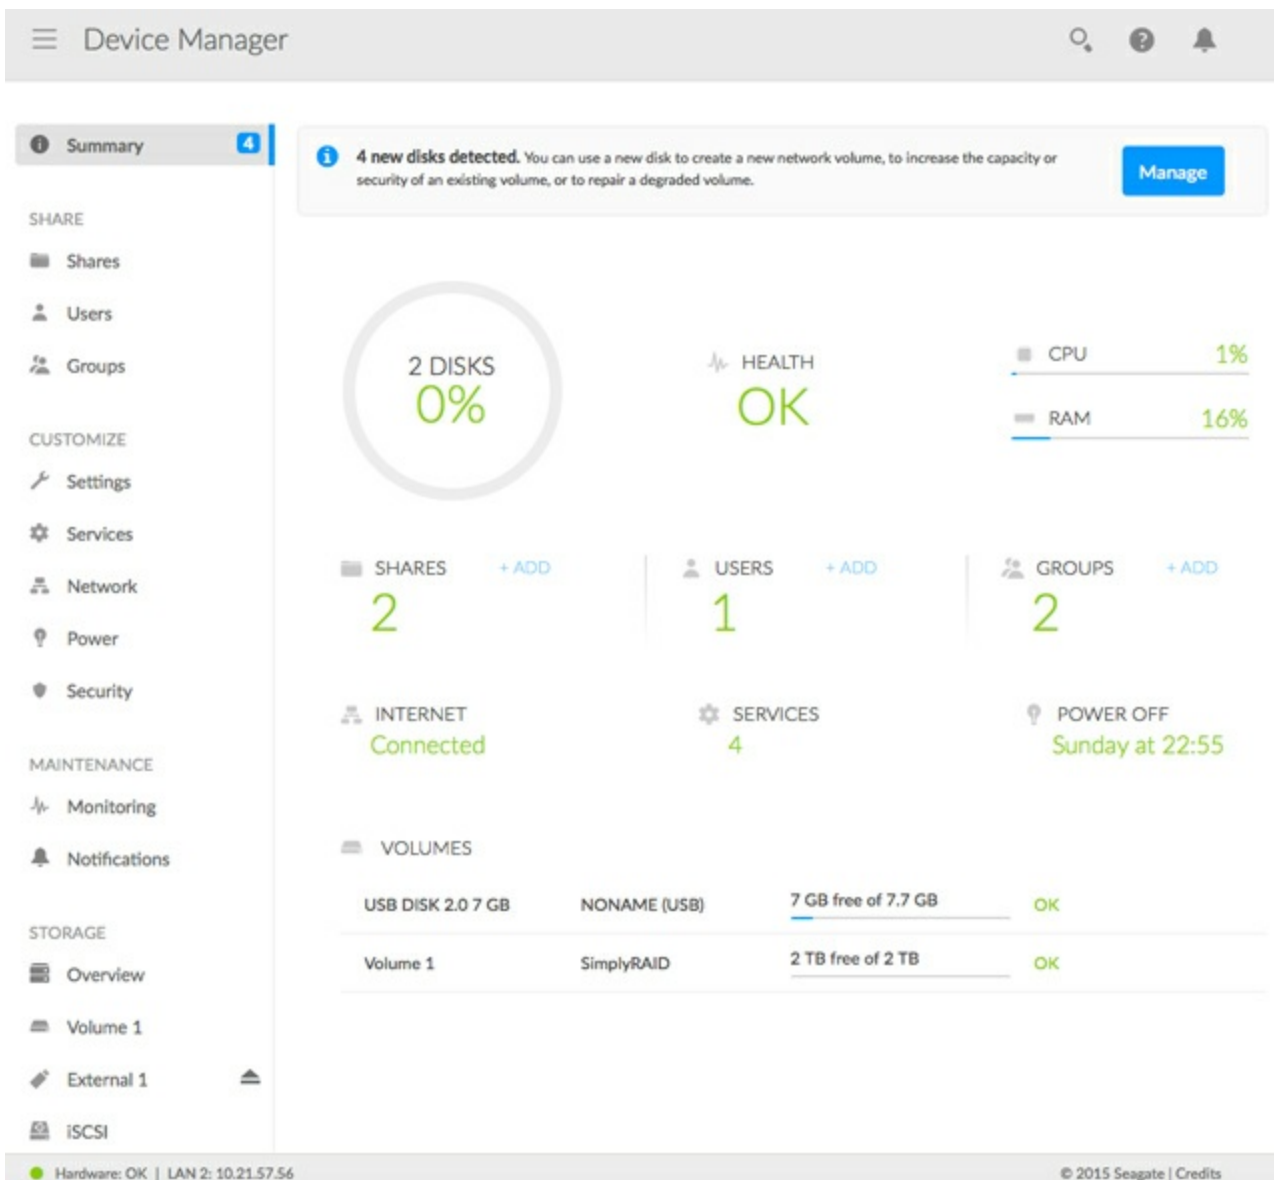 Device Manager
Summary 4
SHARE
Shares
Users
Groups
CUSTOMIZE
Settings
Services
Network
Power
Security
MAINTENANCE
Monitoring
Notifications
STORAGE
Overview
Volume 1
External 1
iSCSI
4 new disks detected. You can use a new disk to create a new network volume, to increase the capacity or
security of an existing volume, or to repair a degraded volume.
Manage
2 DISKS
0%
HEALTH
OK
CPU 1%
RAM 16%
SHARES + ADD
2
USERS + ADD
1
GROUPS + ADD
2
INTERNET
Connected
SERVICES
4
POWER OFF
Sunday at 22:55
VOLUMES
USB DISK 2.0 7 GB NONAME (USB) 7 GB free of 7.7 GB OK
Volume 1 SimplyRAID 2 TB free of 2 TB OK
Hardware: OK | LAN 2: 10.21.57.56
© 2015 Seagate | Credits